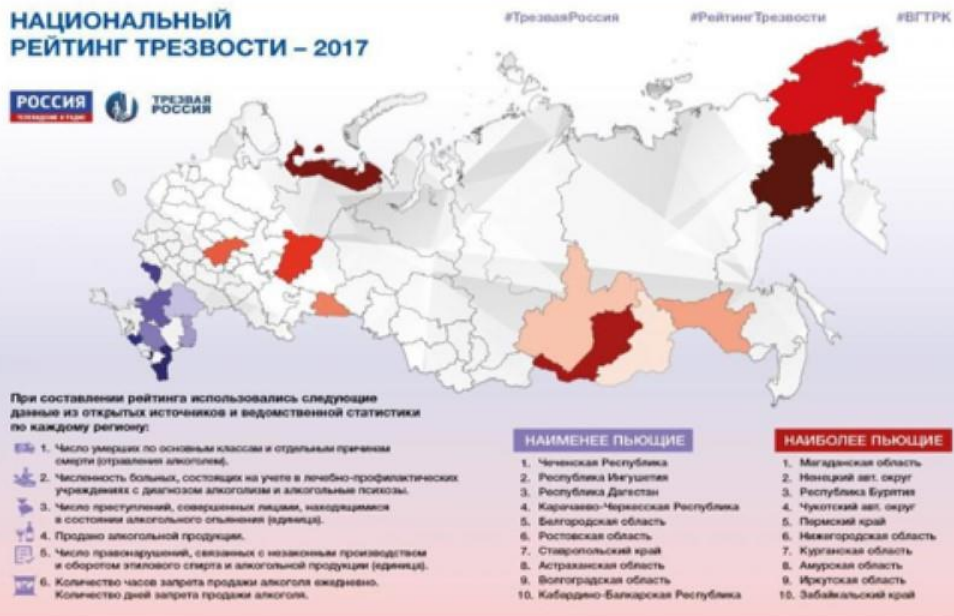 НАЦИОНАЛЬНЫЙ
РЕЙТИНГ ТРЕЗВОСТИ – 2017
#ТрезваяРоссия
#РейтингТрезвости
#ВГТРК
РОССИЯ
ТЕЛЕВИДЕНИЕ И РАДИО
ТРЕЗВАЯ
РОССИЯ
При составлении рейтинга использовались следующие
данные из открытых источников и ведомственной статистики
по каждому региону:
1. Число умерших по основным классам и отдельным причинам
смерти (отравления алкоголем).
2. Численность больных, состоящих на учете в лечебно-профилактических
учреждениях с диагнозом алкоголизм и алкогольные психозы.
3. Число преступлений, совершенных лицами, находящимися
в состоянии алкогольного опьянения (единица).
4. Продано алкогольной продукции.
5. Число правонарушений, связанных с незаконным производством
и оборотом этилового спирта и алкогольной продукции (единица).
6. Количество часов запрета продажи алкоголя ежедневно.
Количество дней запрета продажи алкоголя.
НАИМЕНЕЕ ПЬЮЩИЕ
1. Чеченская Республика
2. Республика Ингушетия
3. Республика Дагестан
4. Карачаево-Черкесская Республика
5. Белгородская область
6. Ростовская область
7. Ставропольский край
8. Астраханская область
9. Волгоградская область
10. Кабардино-Балкарская Республика
НАИБОЛЕЕ ПЬЮЩИЕ
1. Магаданская область
2. Ненецкий авт. округ
3. Республика Бурятия
4. Чукотский авт. округ
5. Пермский край
6. Нижегородская область
7. Курганская область
8. Амурская область
9. Иркутская область
10. Забайкальский край